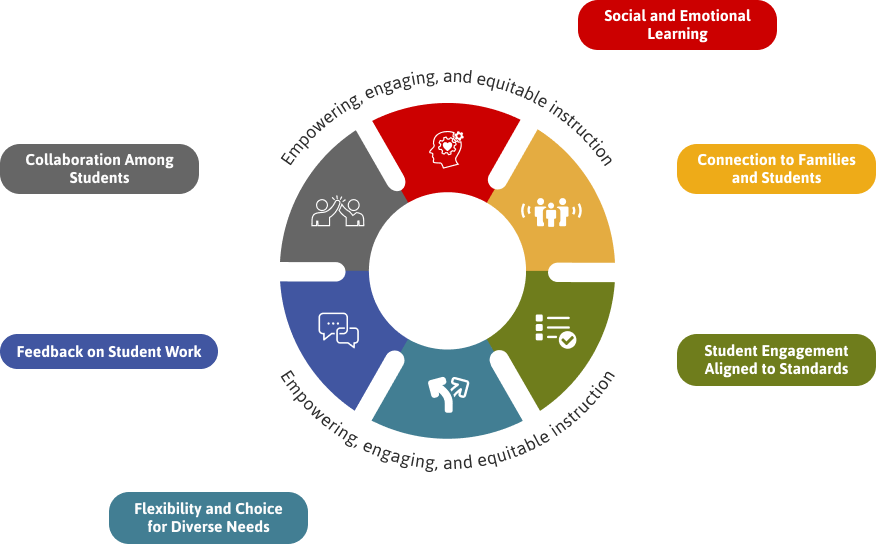 Social and Emotional
Learning
Empowering, engaging, and equitable instruction
Collaboration Among
Students
Connection to Families
and Students
Feedback on Student Work
Student Engagement
Aligned to Standards
Empowering, engaging, and equitable instruction
Flexibility and Choice
for Diverse Needs